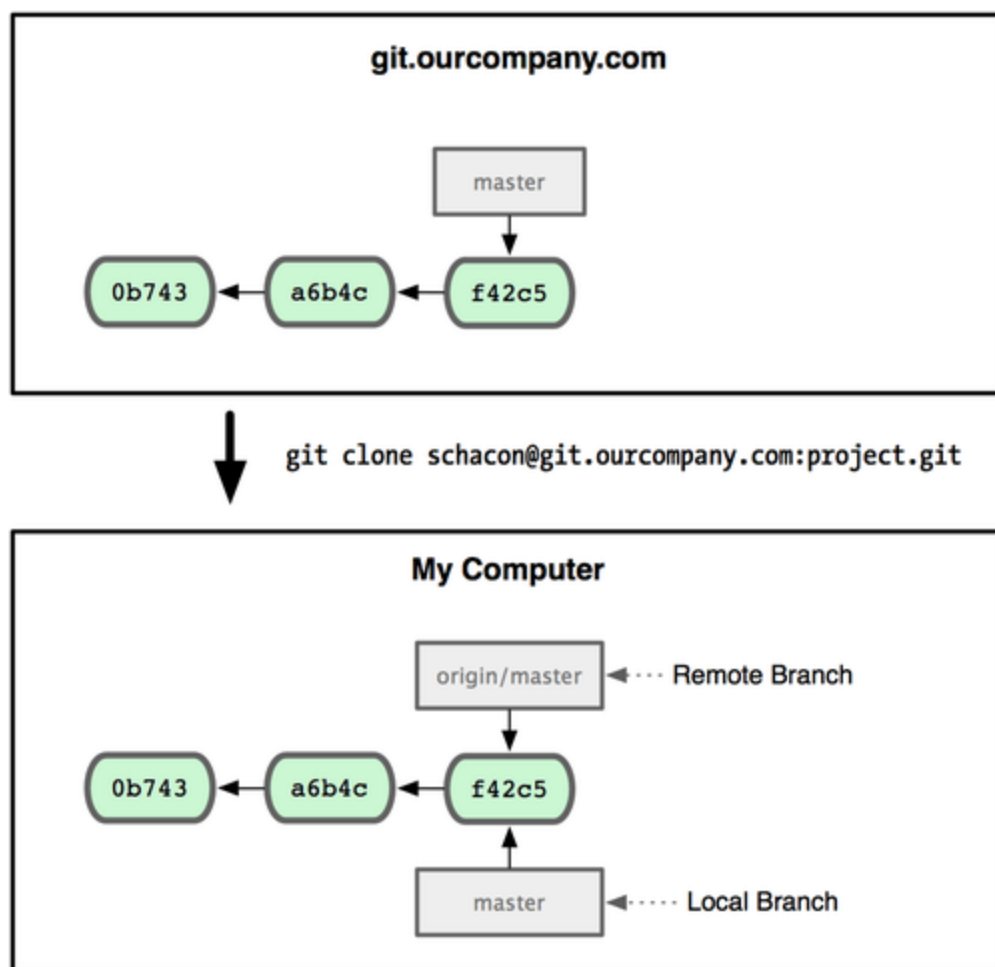 git.ourcompany.com
master
0b743 a6b4c f42c5
git clone schacon@git.ourcompany.com:project.git
My Computer
origin/master Remote Branch
0b743 a6b4c f42c5
master Local Branch